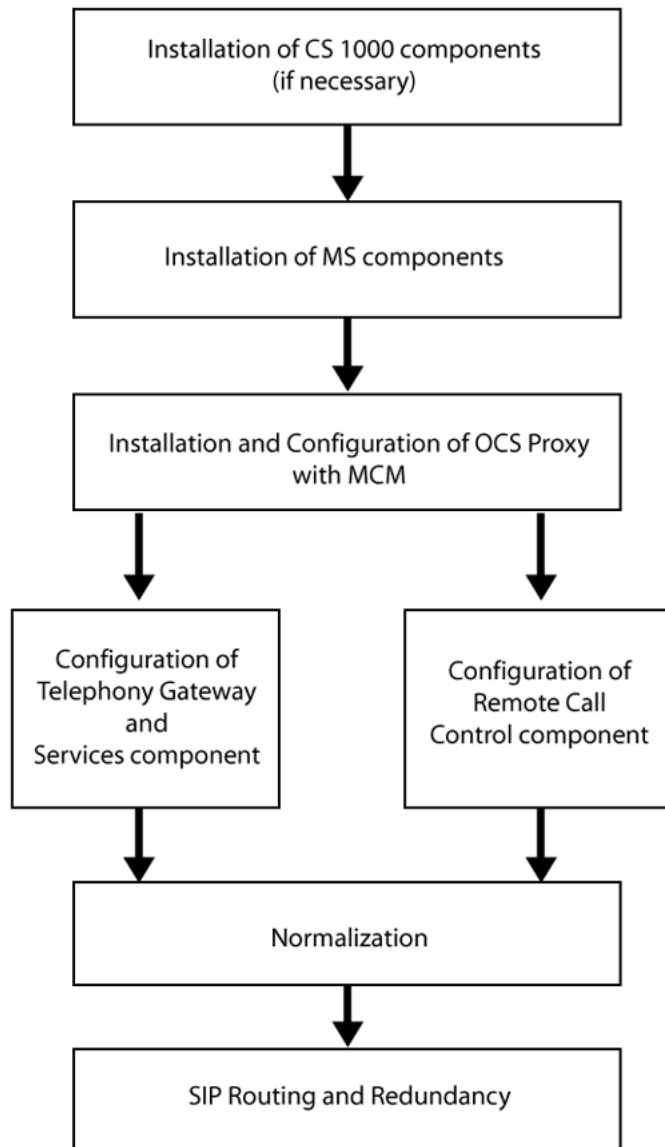 Installation of CS 1000 components
(if necessary)
Installation of MS components
Installation and Configuration of OCS Proxy
with MCM
Configuration of
Telephony Gateway
and
Services component
Configuration of
Remote Call
Control component
Normalization
SIP Routing and Redundancy